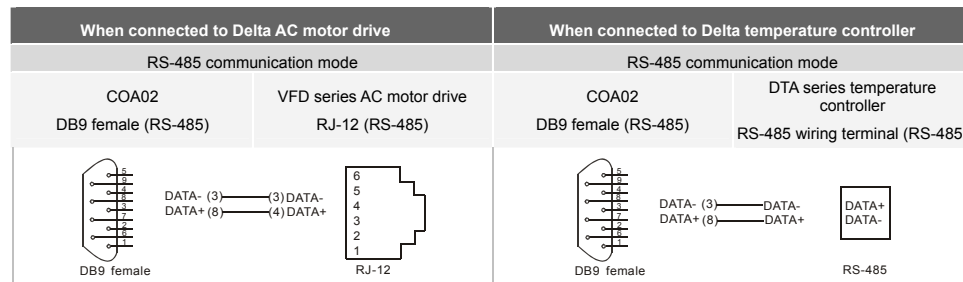 When connected to Delta AC motor drive
When connected to Delta temperature controller
RS-485 communication mode
RS-485 communication mode
COA02
DB9 female (RS-485)
VFD series AC motor drive
RJ-12 (RS-485)
COA02
DB9 female (RS-485)
DTA series temperature
controller
RS-485 wiring terminal (RS-485
5
9
4
8
3
7
2
6
1
DB9 female
DATA- (3) (3) DATA-
DATA+ (8) (4) DATA+
6
5
4
3
2
1
RJ-12
5
9
4
8
3
7
2
6
1
DB9 female
DATA- (3) DATA-
DATA+ (8) DATA+
DATA+
DATA-
RS-485